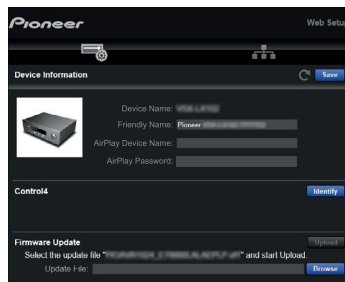 Pioneer
Web Setu
Device Information
Save
Device Name:
Friendly Name: Pioneer
AirPlay Device Name:
AirPlay Password:
Control4
Identify
Firmware Update
Upload
Select the update file " " and start Upload.
Update File:
Browse